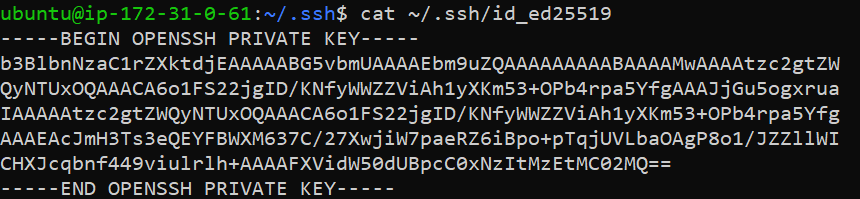 ubuntu@ip-172-31-0-61:~/.ssh$ cat ~/.ssh/id_ed25519
-----BEGIN OPENSSH PRIVATE KEY-----
b3BlbnNzaC1rZXktdjEAAAAABG5vbmUAAAAEbm9uZQAAAAAAAAABAAAAMwAAAAtzc2gtZW
QyNTUxOQAAACA6o1FS22jgID/KNfyWWZZViAh1yXKm53+OPb4rpa5YfgAAAJjGu5ogxrua
IAAAAAtzc2gtZWQyNTUxOQAAACA6o1FS22jgID/KNfyWWZZViAh1yXKm53+OPb4rpa5Yfg
AAAEAcJmH3Ts3eQEYFBWXM637C/27XwjiW7paeRZ6iBpo+pTqjUVLbaOAgP8o1/JZZllWI
CHXJcqbnf449viulrlh+AAAAFXVidW50dUBpcC0xNzItMzEtMC02MQ==
-----END OPENSSH PRIVATE KEY-----